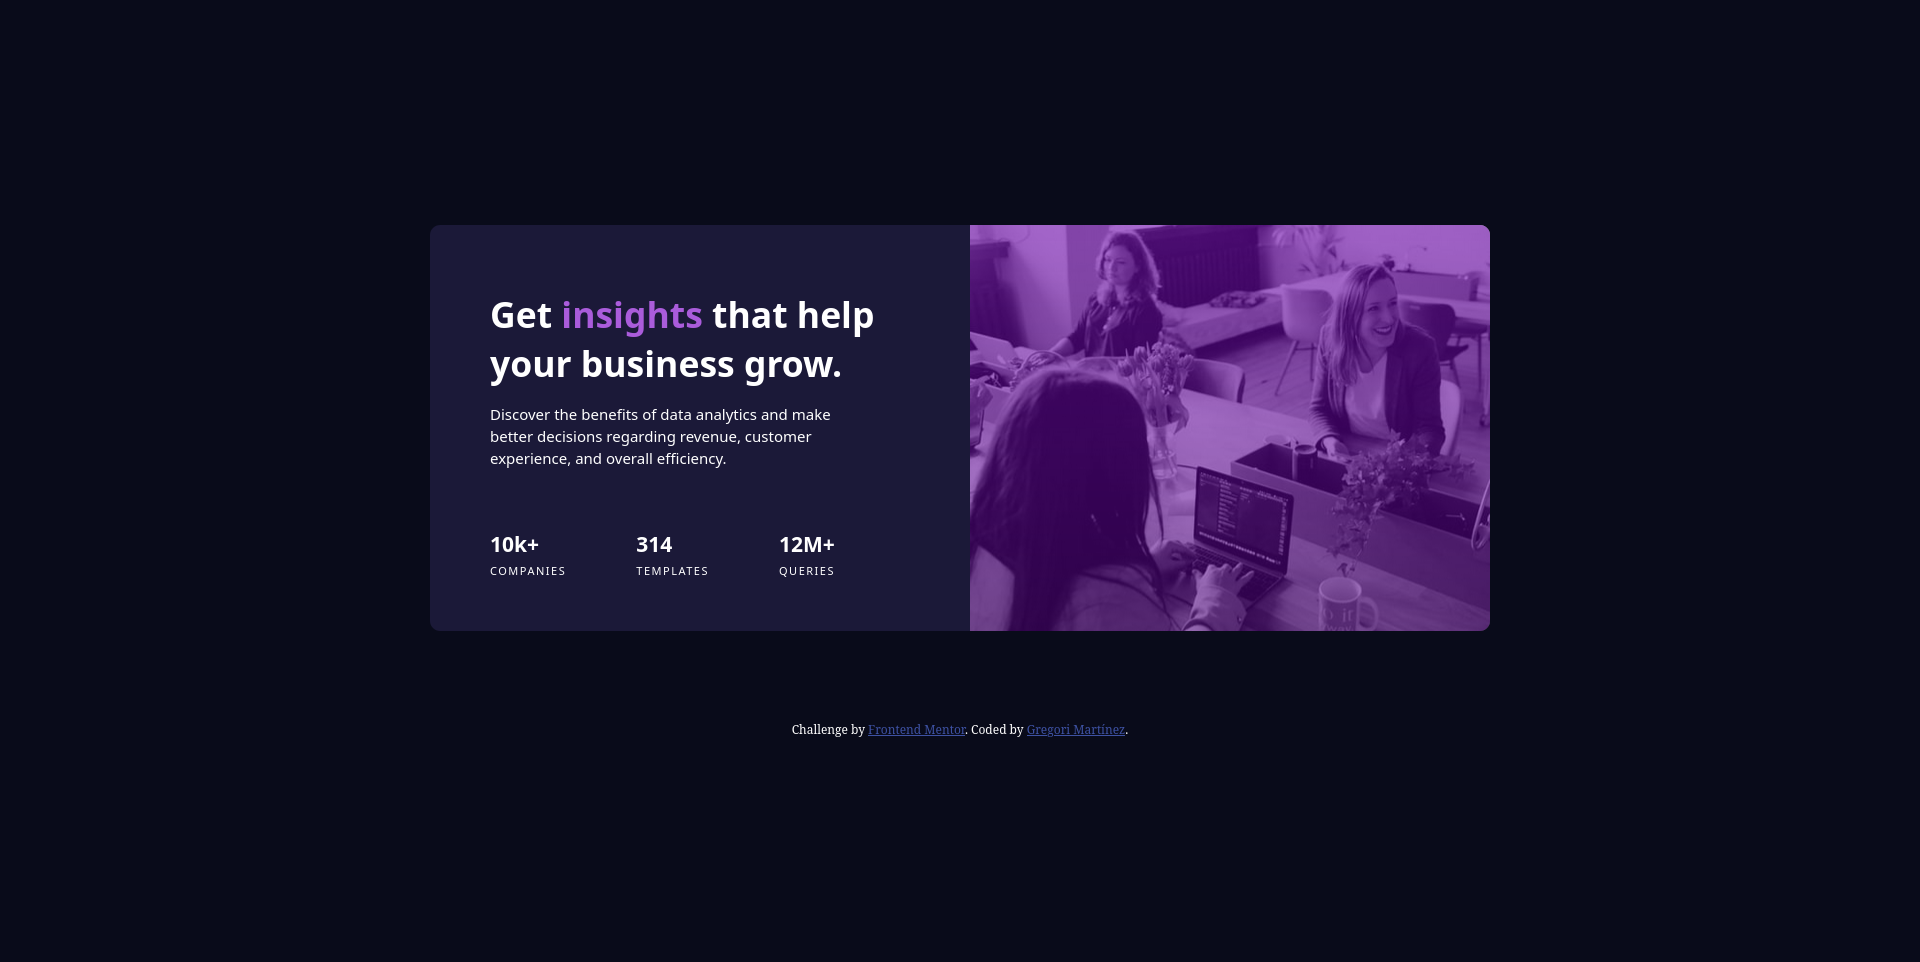 Get insights that help
your business grow.
Discover the benefits of data analytics and make
better decisions regarding revenue, customer
experience, and overall efficiency.
10k+ 314 12M+
COMPANIES TEMPLATES QUERIES
Challenge by Frontend Mentor. Coded by Gregori Martínez.